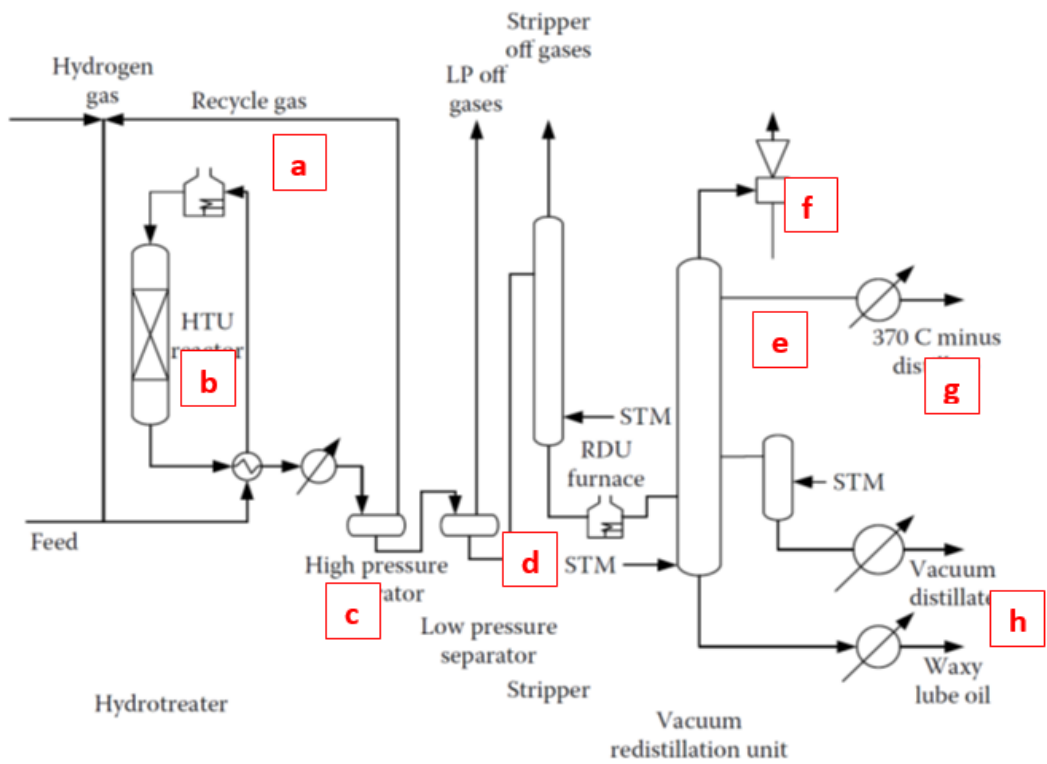 Stripper
off gases
Hydrogen
gas
LP off
gases
Recycle gas
a
f
HTU
b
e
370 C minus
g
STM
RDU
furnace
STM
Feed
d
STM
High pressure
c
Vacuum
h
Low pressure
separator
Waxy
lube oil
Stripper
Hydrotreater
Vacuum
redistillation unit